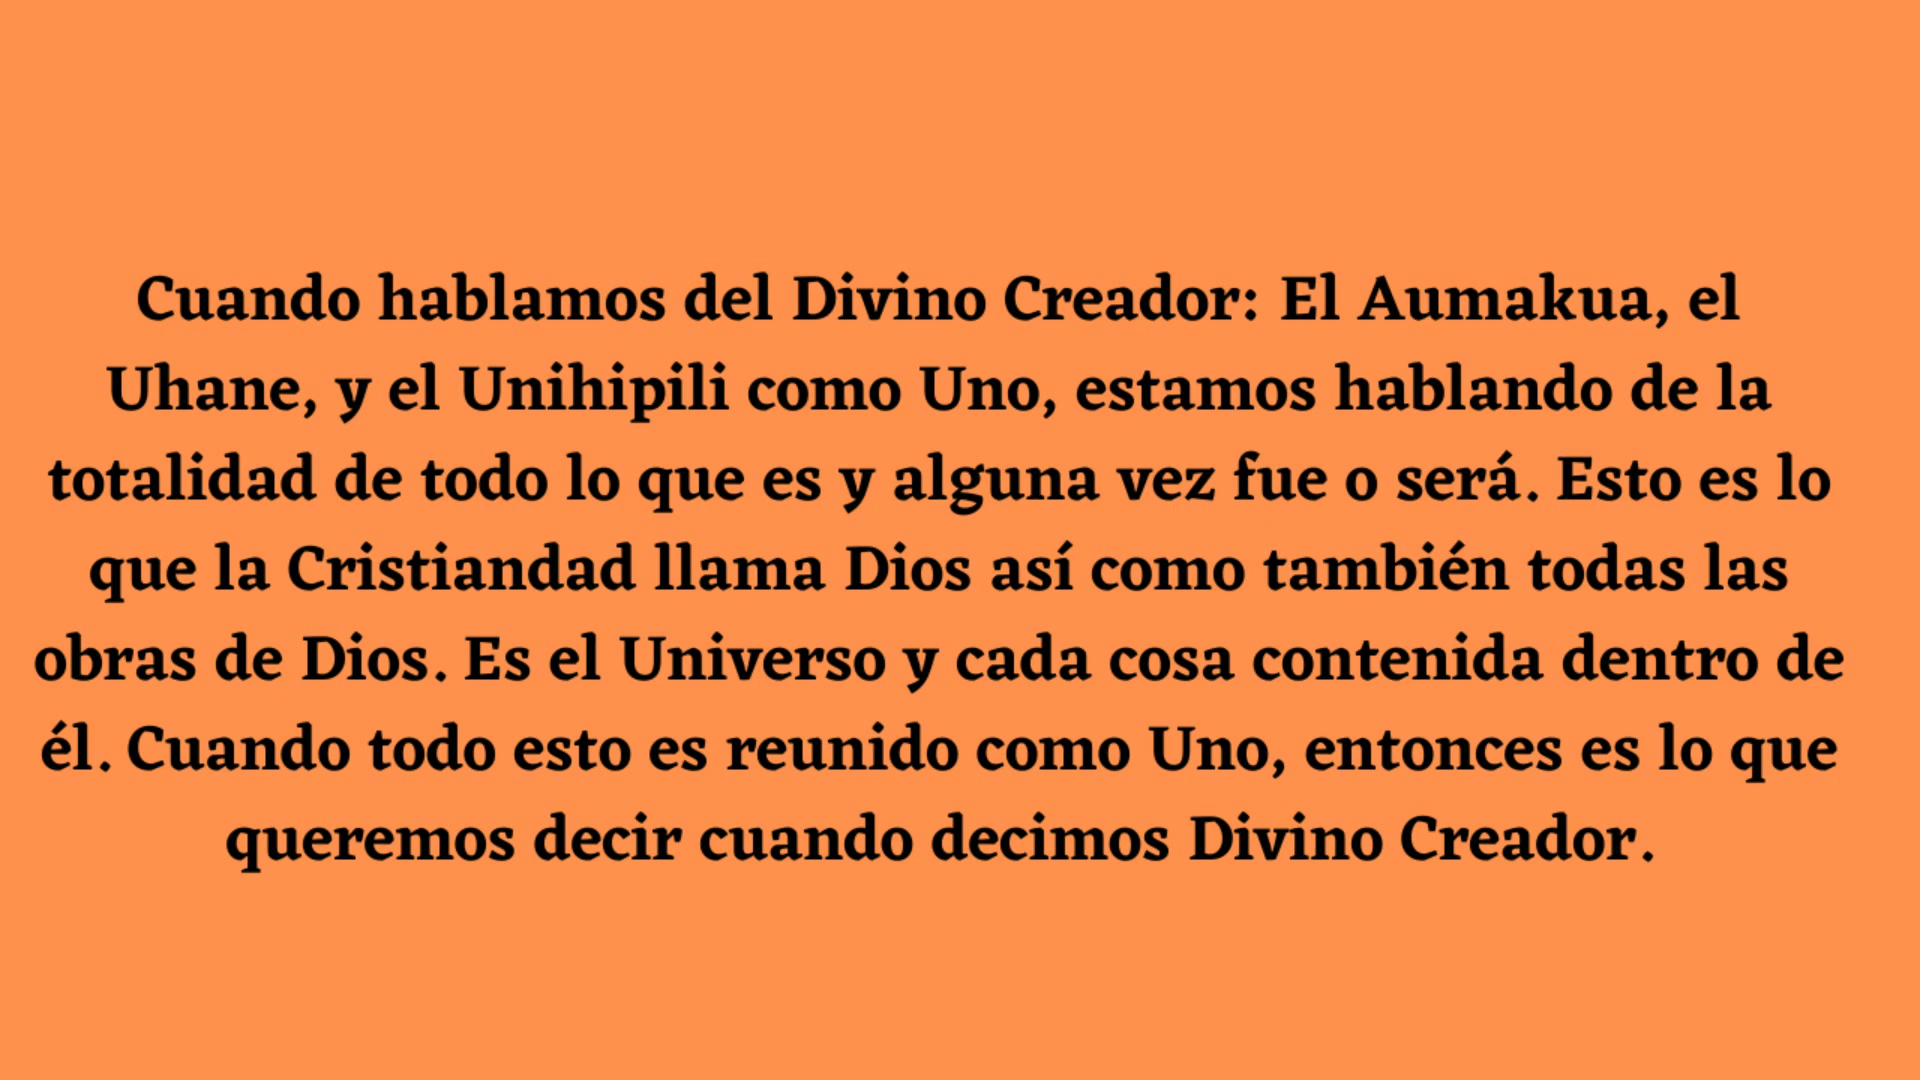 Cuando hablamos del Divino Creador: El Aumakua, el
Uhane, y el Unihipili como Uno, estamos hablando de la
totalidad de todo lo que es y alguna vez fue o será. Esto es lo
que la Cristiandad llama Dios así como también todas las
obras de Dios. Es el Universo y cada cosa contenida dentro de
él. Cuando todo esto es reunido como Uno, entonces es lo que
queremos decir cuando decimos Divino Creador.